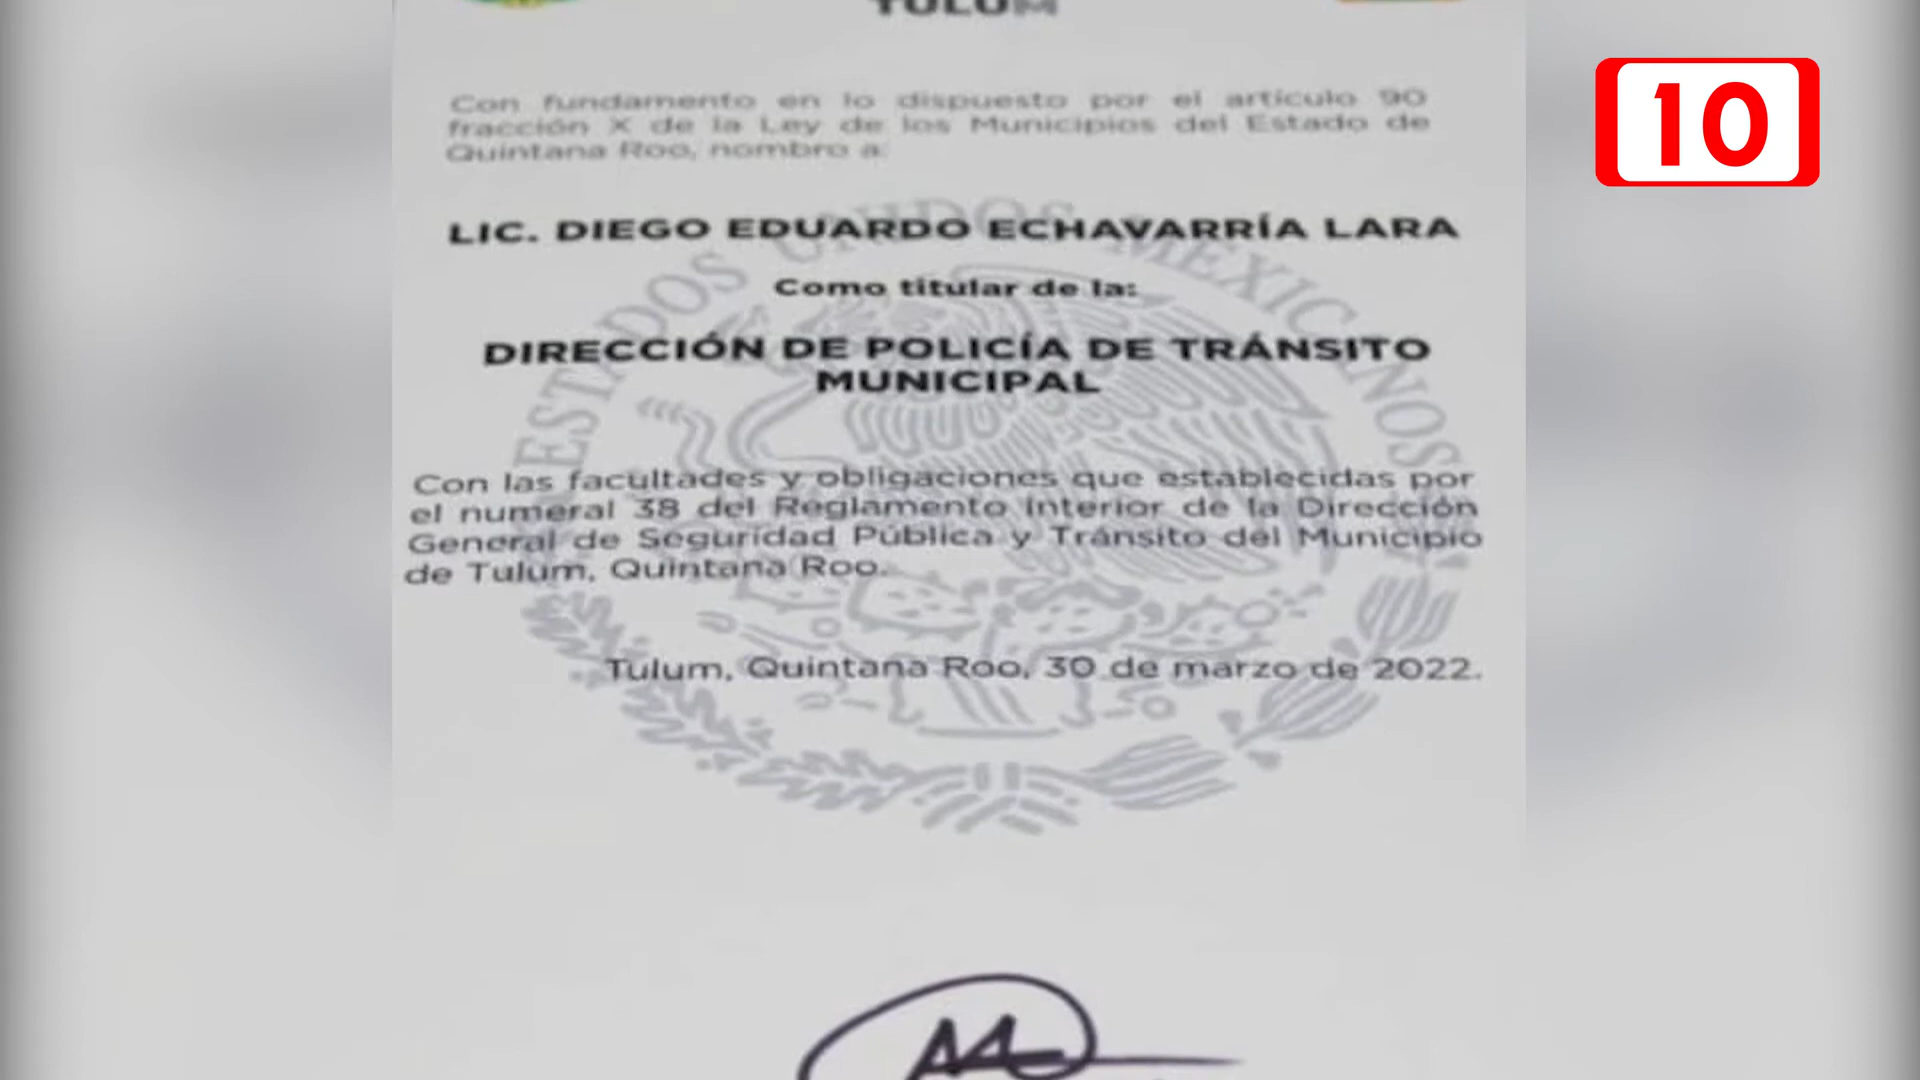 TULUM
10
Con fundamento en lo dispuesto por el artículo 90
fracción X de la Ley de los Municipios del Estado de
Quintana Roo, nombro a:
LIC. DIEGO EDUARDO ECHAVARRÍA LARA
Como titular de la:
DIRECCIÓN DE POLICÍA DE TRÁNSITO
MUNICIPAL
Con las facultades y obligaciones que establecidas por
el numeral 38 del Reglamento Interior de la Dirección
General de Seguridad Pública y Tránsito del Municipio
de Tulum, Quintana Roo.
Tulum, Quintana Roo, 30 de marzo de 2022.
ESTADOS UNIDOS MEXICANOS